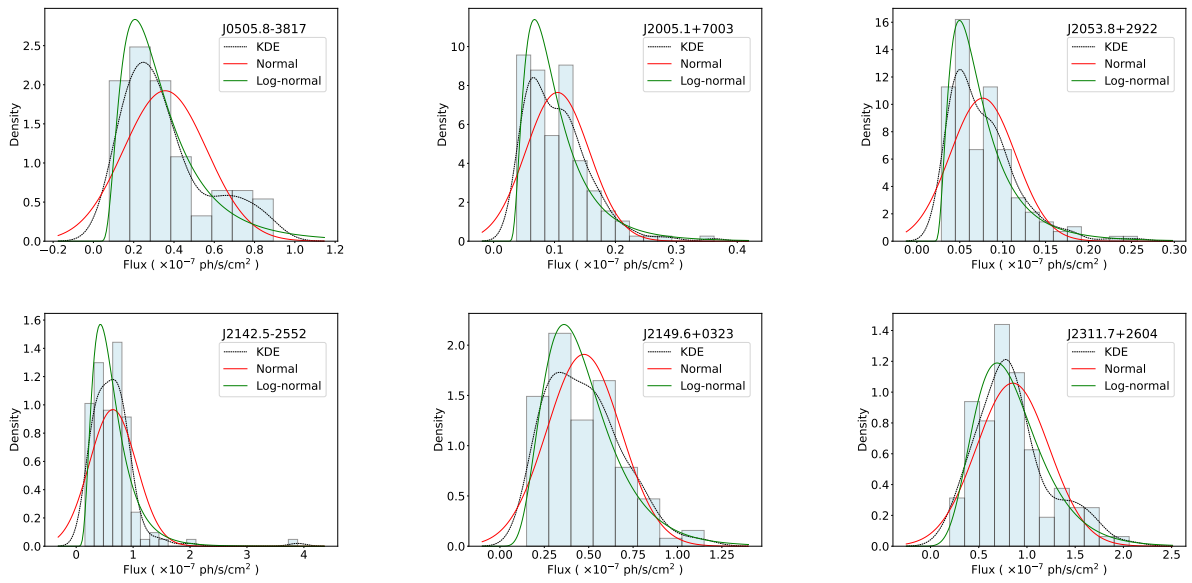 J0505.8-3817
KDE
Normal
Log-normal
Density
2.5
2.0
1.5
1.0
0.5
0.0
−0.2 0.0 0.2 0.4 0.6 0.8 1.0 1.2
Flux ( ×10⁻⁷ ph/s/cm² )
J2005.1+7003
KDE
Normal
Log-normal
Density
10
8
6
4
2
0
0.0 0.1 0.2 0.3 0.4
Flux ( ×10⁻⁷ ph/s/cm² )
J2053.8+2922
KDE
Normal
Log-normal
Density
16
14
12
10
8
6
4
2
0
0.00 0.05 0.10 0.15 0.20 0.25 0.30
Flux ( ×10⁻⁷ ph/s/cm² )
J2142.5-2552
KDE
Normal
Log-normal
Density
1.6
1.4
1.2
1.0
0.8
0.6
0.4
0.2
0.0
0 1 2 3 4
Flux ( ×10⁻⁷ ph/s/cm² )
J2149.6+0323
KDE
Normal
Log-normal
Density
2.0
1.5
1.0
0.5
0.0
0.00 0.25 0.50 0.75 1.00 1.25
Flux ( ×10⁻⁷ ph/s/cm² )
J2311.7+2604
KDE
Normal
Log-normal
Density
1.4
1.2
1.0
0.8
0.6
0.4
0.2
0.0
0.0 0.5 1.0 1.5 2.0 2.5
Flux ( ×10⁻⁷ ph/s/cm² )